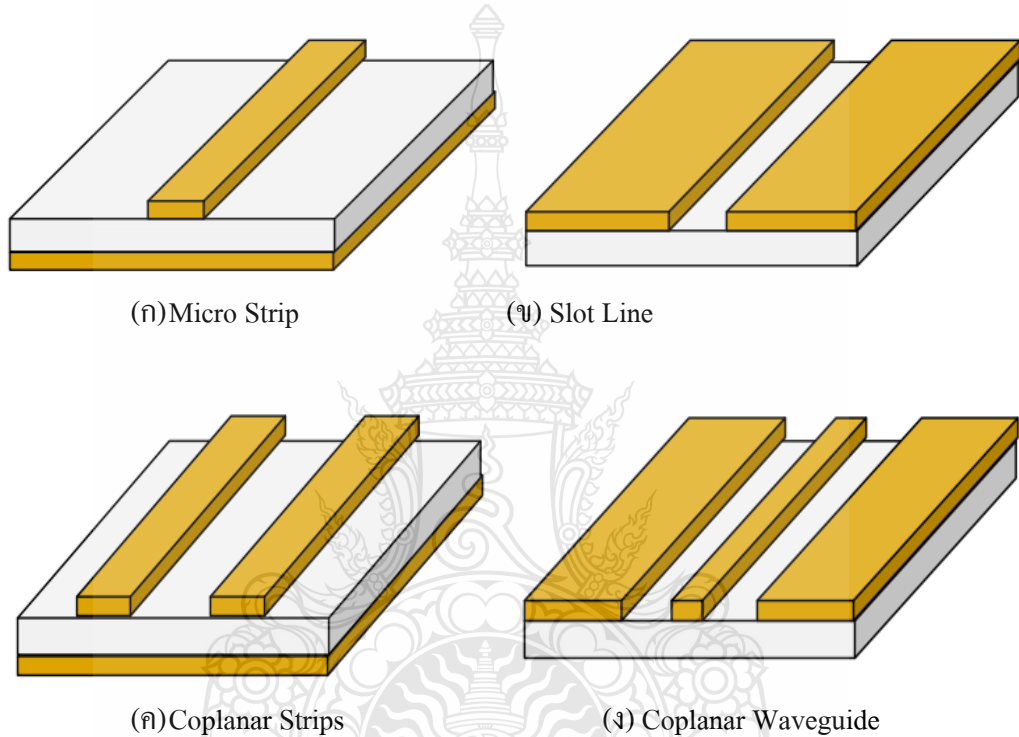 (ก)Micro Strip
(ข) Slot Line
(ค)Coplanar Strips
(ง) Coplanar Waveguide